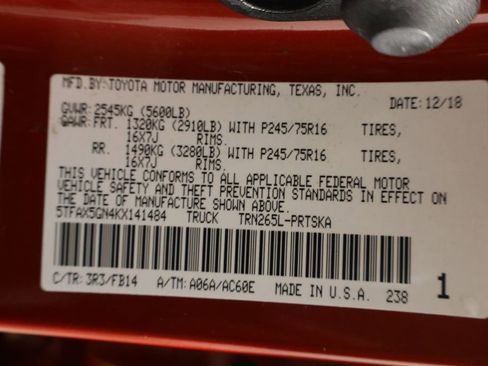 MFD.BY:TOYOTA MOTOR MANUFACTURING, TEXAS, INC.
GVWR: 2545KG (5600LB) DATE: 12/18
GAWR: FRT. 1320KG (2910LB) WITH P245/75R16 TIRES,
16X7J RIMS.
RR. 1490KG (3280LB) WITH P245/75R16 TIRES,
16X7J RIMS.
THIS VEHICLE CONFORMS TO ALL APPLICABLE FEDERAL MOTOR
VEHICLE SAFETY AND THEFT PREVENTION STANDARDS IN EFFECT ON
THE DATE OF MANUFACTURE SHOWN ABOVE.
5TFAX5GN4KX141484 TRUCK TRN265L-PRTSKA
C/TR: 3R3/FB14 A/TM: A06A/AC60E MADE IN U.S.A. 238 1